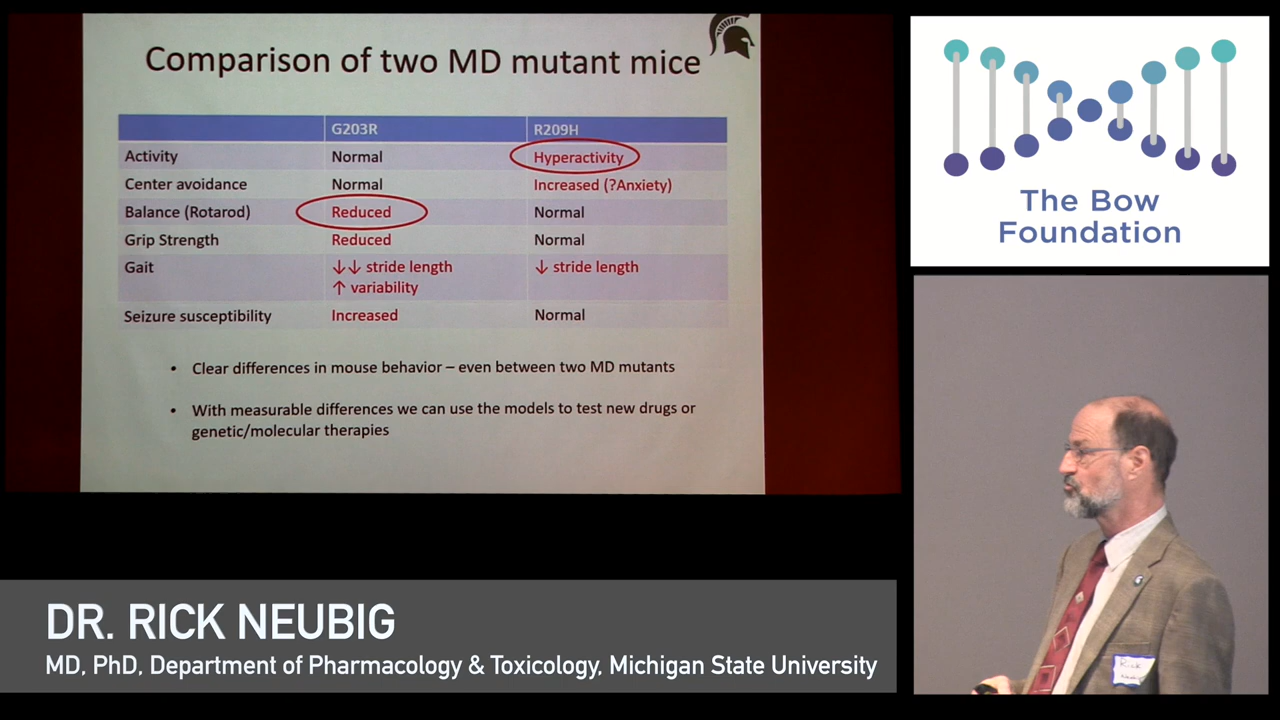 Comparison of two MD mutant mice
G203R R209H
Activity Normal Hyperactivity
Center avoidance Normal Increased (?Anxiety)
Balance (Rotarod) Reduced Normal
Grip Strength Reduced Normal
Gait ↓↓ stride length ↓ stride length
↑ variability
Seizure susceptibility Increased Normal
• Clear differences in mouse behavior – even between two MD mutants
• With measurable differences we can use the models to test new drugs or
genetic/molecular therapies
The Bow
Foundation
Rick
DR. RICK NEUBIG
MD, PhD, Department of Pharmacology & Toxicology, Michigan State University